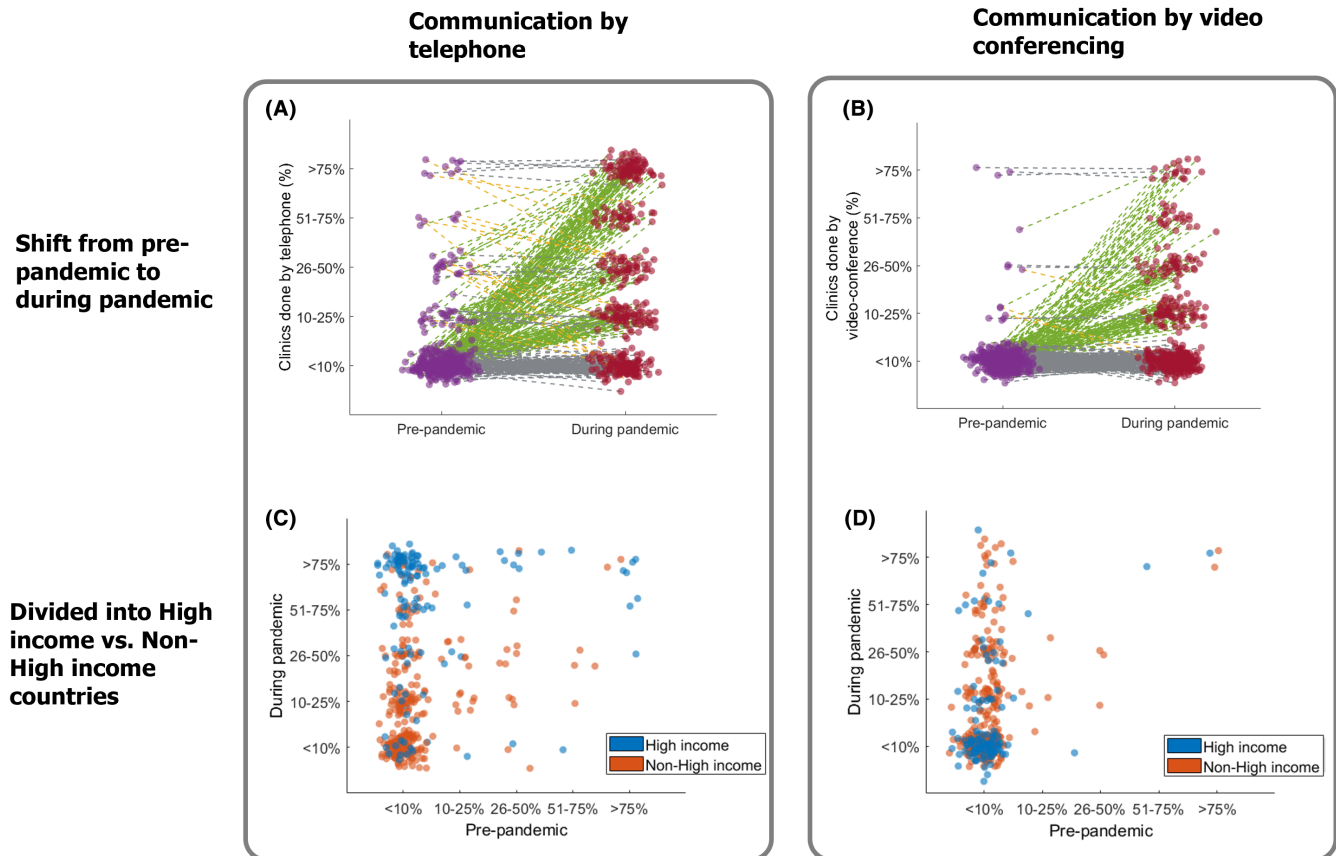 Communication by
telephone
Communication by video
conferencing
Shift from pre-
pandemic to
during pandemic
(A)
Clinics done by telephone (%)
>75%
51-75%
26-50%
10-25%
<10%
Pre-pandemic
During pandemic
(B)
Clinics done by
video-conference (%)
>75%
51-75%
26-50%
10-25%
<10%
Pre-pandemic
During pandemic
Divided into High
income vs. Non-
High income
countries
(C)
During pandemic
>75%
51-75%
26-50%
10-25%
<10%
High income
Non-High income
<10% 10-25% 26-50% 51-75% >75%
Pre-pandemic
(D)
During pandemic
>75%
51-75%
26-50%
10-25%
<10%
High income
Non-High income
<10% 10-25% 26-50% 51-75% >75%
Pre-pandemic